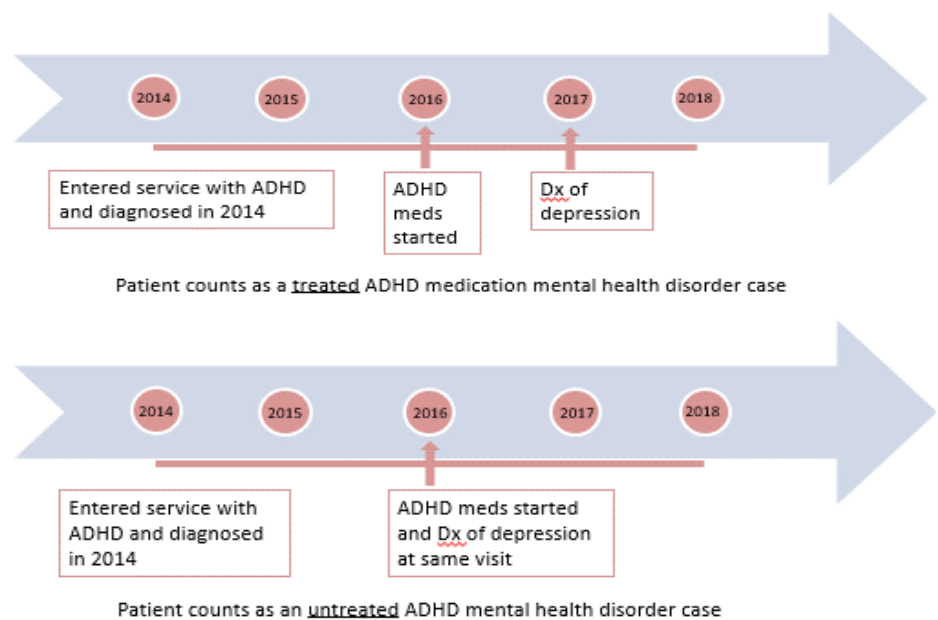 2014 2015 2016 2017 2018
Entered service with ADHD
and diagnosed in 2014
ADHD
meds
started
Dx of
depression
Patient counts as a treated ADHD medication mental health disorder case
2014 2015 2016 2017 2018
Entered service with
ADHD and diagnosed
in 2014
ADHD meds started
and Dx of depression
at same visit
Patient counts as an untreated ADHD mental health disorder case